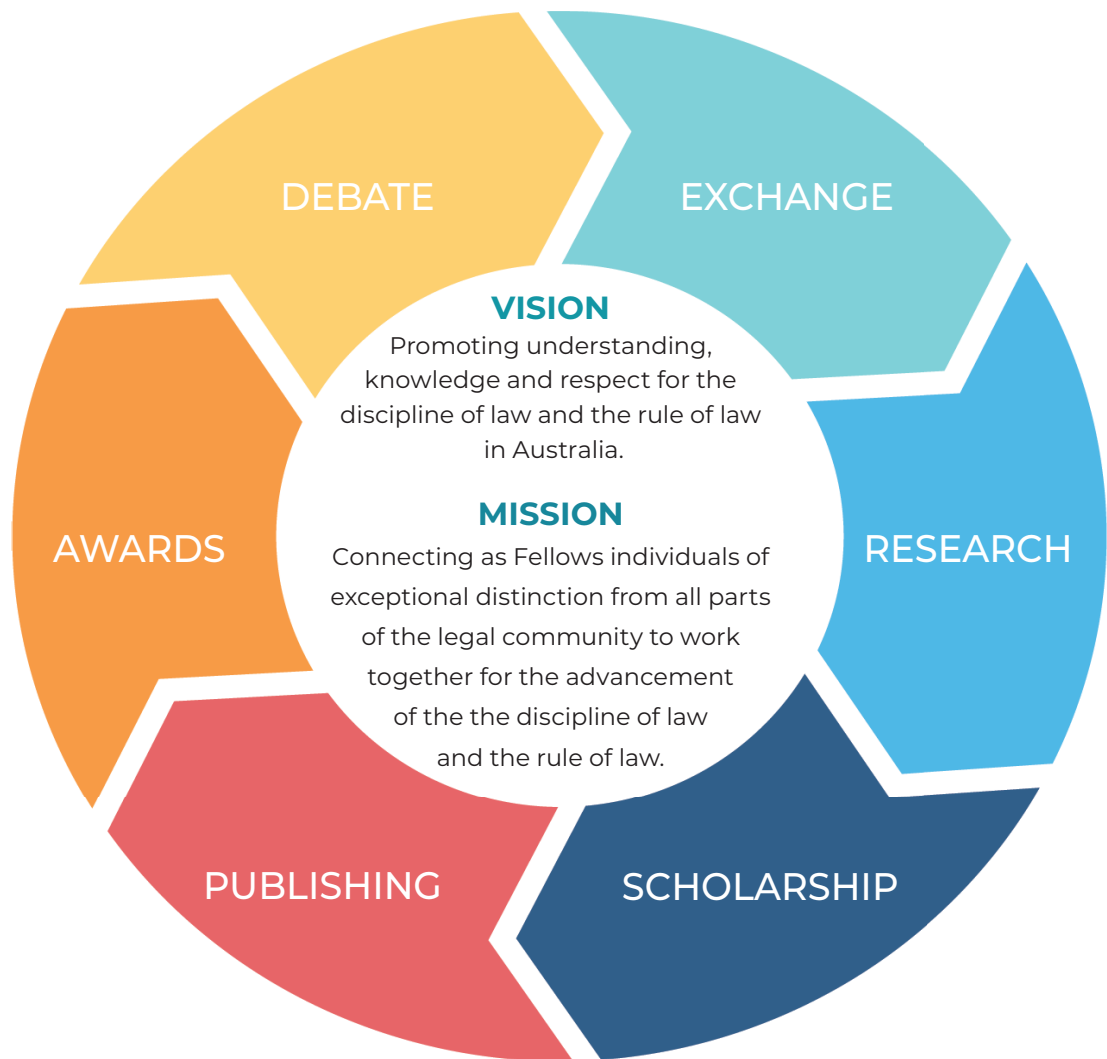 DEBATE
EXCHANGE
VISION
Promoting understanding,
knowledge and respect for the
discipline of law and the rule of law
in Australia.
MISSION
Connecting as Fellows individuals of
exceptional distinction from all parts
of the legal community to work
together for the advancement
of the the discipline of law
and the rule of law.
AWARDS
RESEARCH
PUBLISHING
SCHOLARSHIP